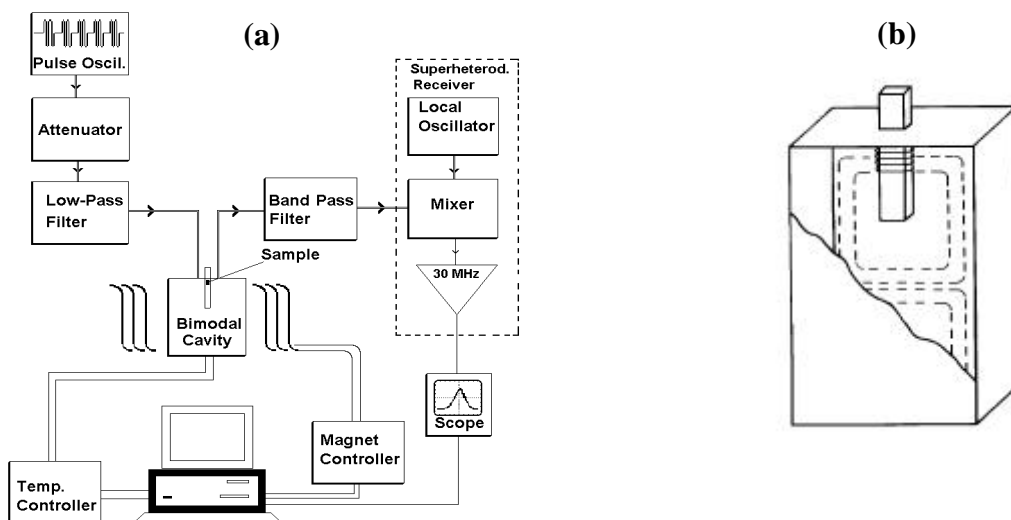 (a)
(b)
Pulse Oscil.
Superheterod.
Receiver
Attenuator
Local
Oscillator
Low-Pass
Filter
Band Pass
Filter
Mixer
Sample
30 MHz
Bimodal
Cavity
Scope
Magnet
Controller
Temp.
Controller